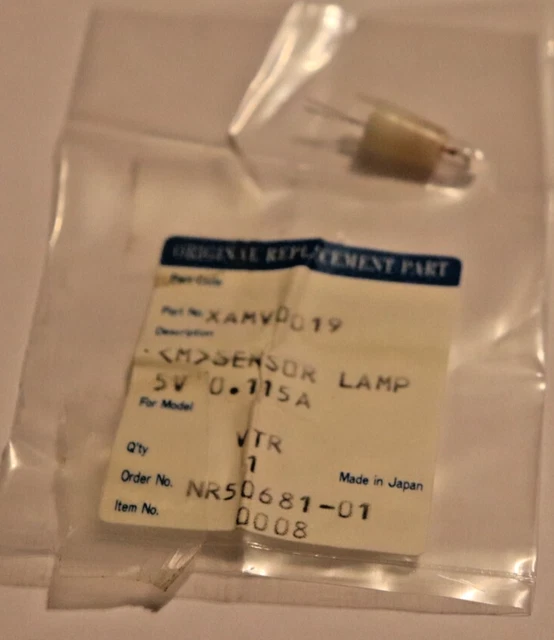 ORIGINAL REPLACEMENT PART
Part Code
Part No. XAMV0019
Description
<M>SENSOR LAMP
5V 0.115A
For Model
VTR
Q'ty 1
Made in Japan
Order No. NR50681-01
Item No. 0008